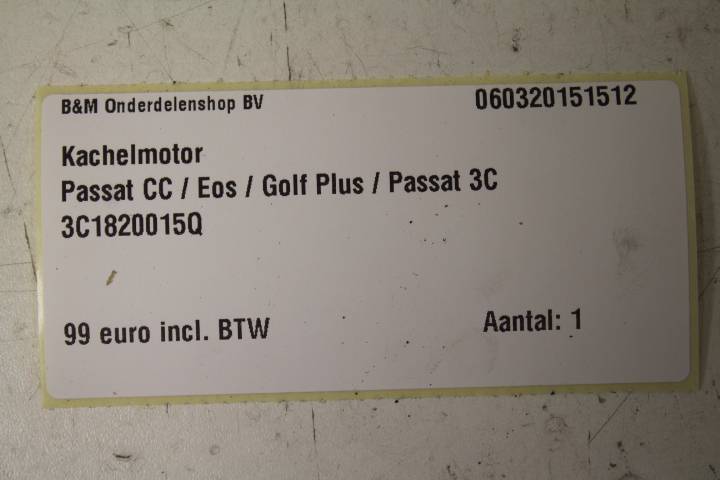 B&M Onderdelenshop BV 060320151512
Kachelmotor
Passat CC / Eos / Golf Plus / Passat 3C
3C1820015Q
99 euro incl. BTW Aantal: 1